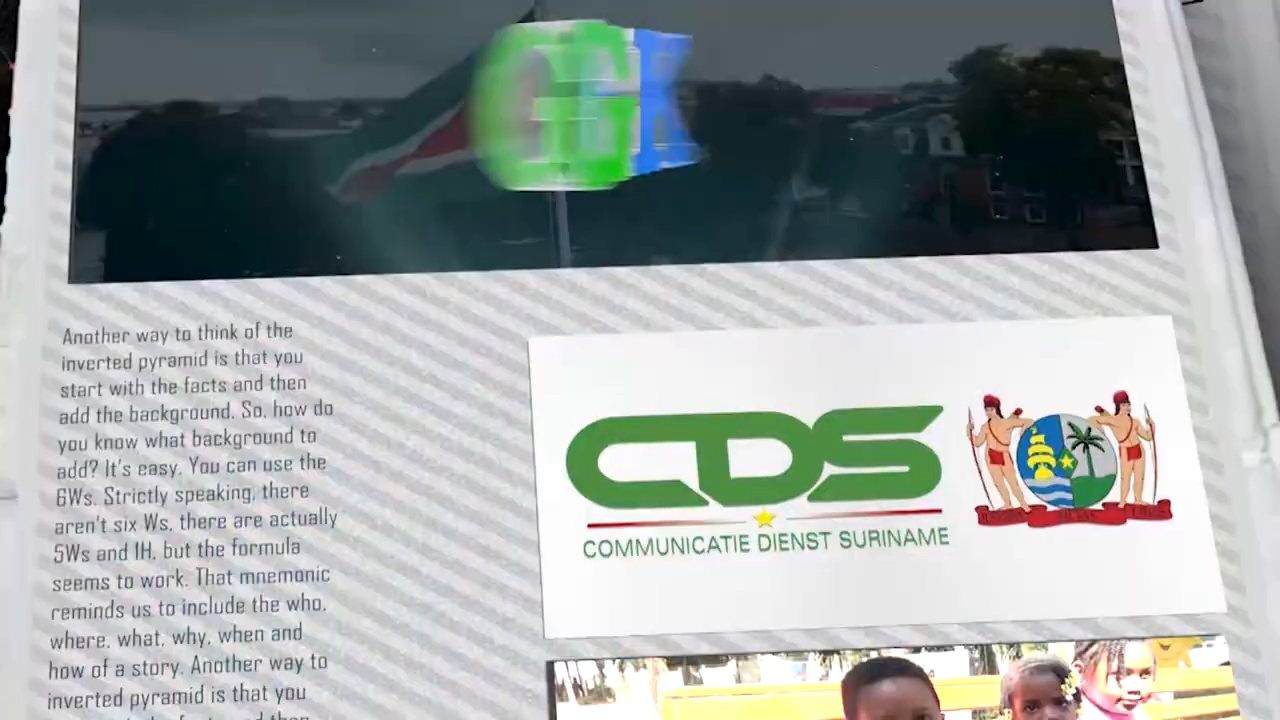 Another way to think of the
inverted pyramid is that you
start with the facts and then
add the background. So, how do
you know what background to
add? It's easy. You can use the
6Ws. Strictly speaking, there
aren't six Ws, there are actually
5Ws and 1H, but the formula
seems to work. That mnemonic
reminds us to include the who,
where, what, why, when and
how of a story. Another way to
inverted pyramid is that you
CDS
COMMUNICATIE DIENST SURINAME